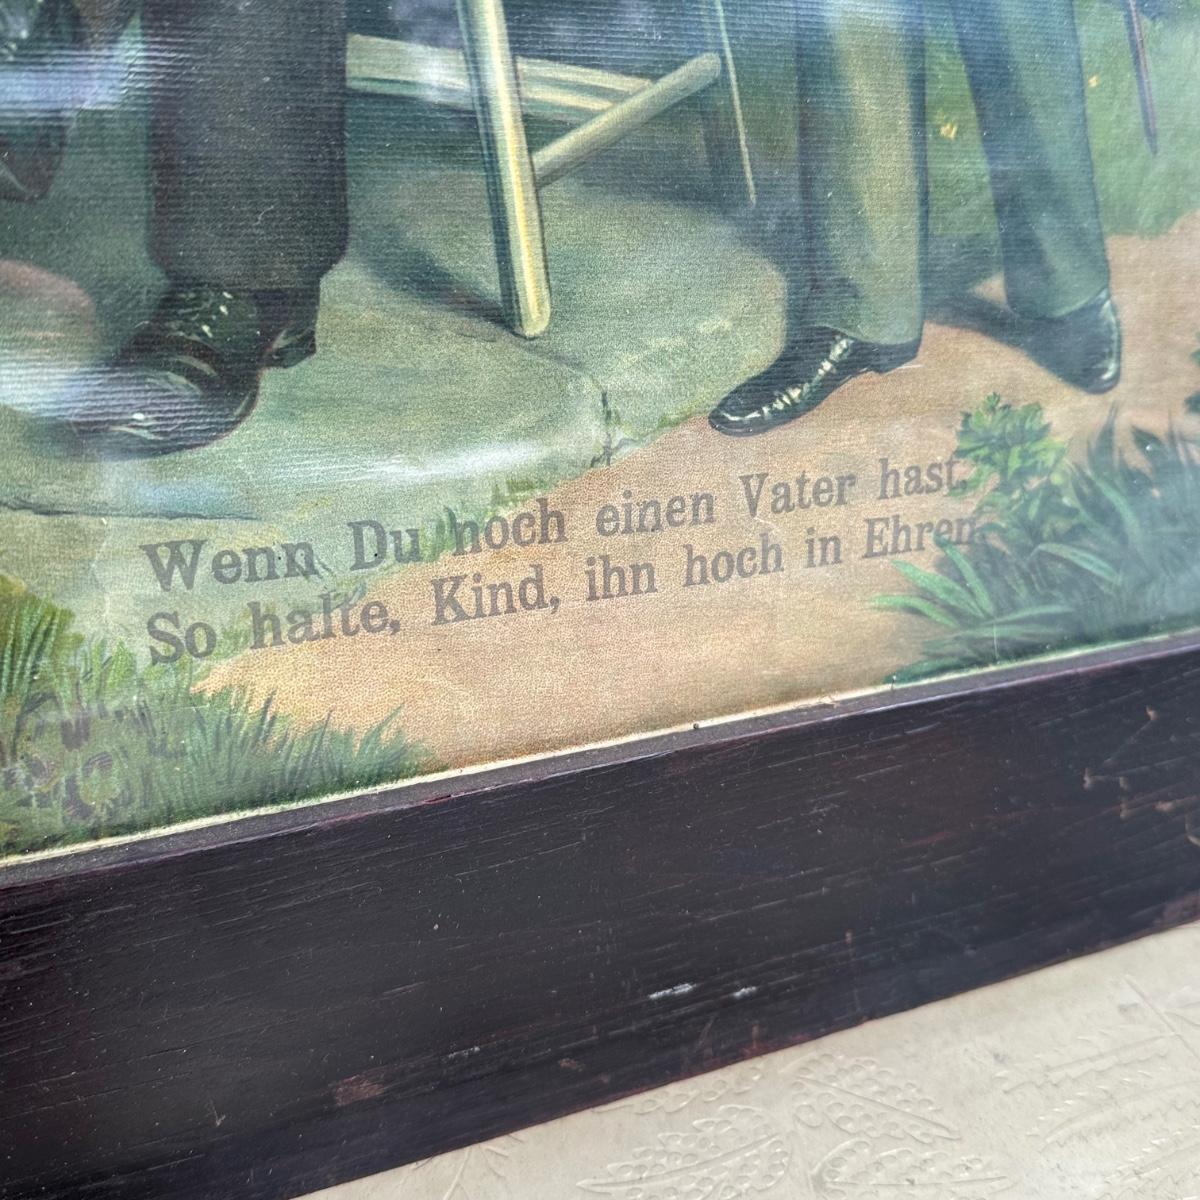 Wenn Du noch einen Vater hast,
So halte, Kind, ihn hoch in Ehren